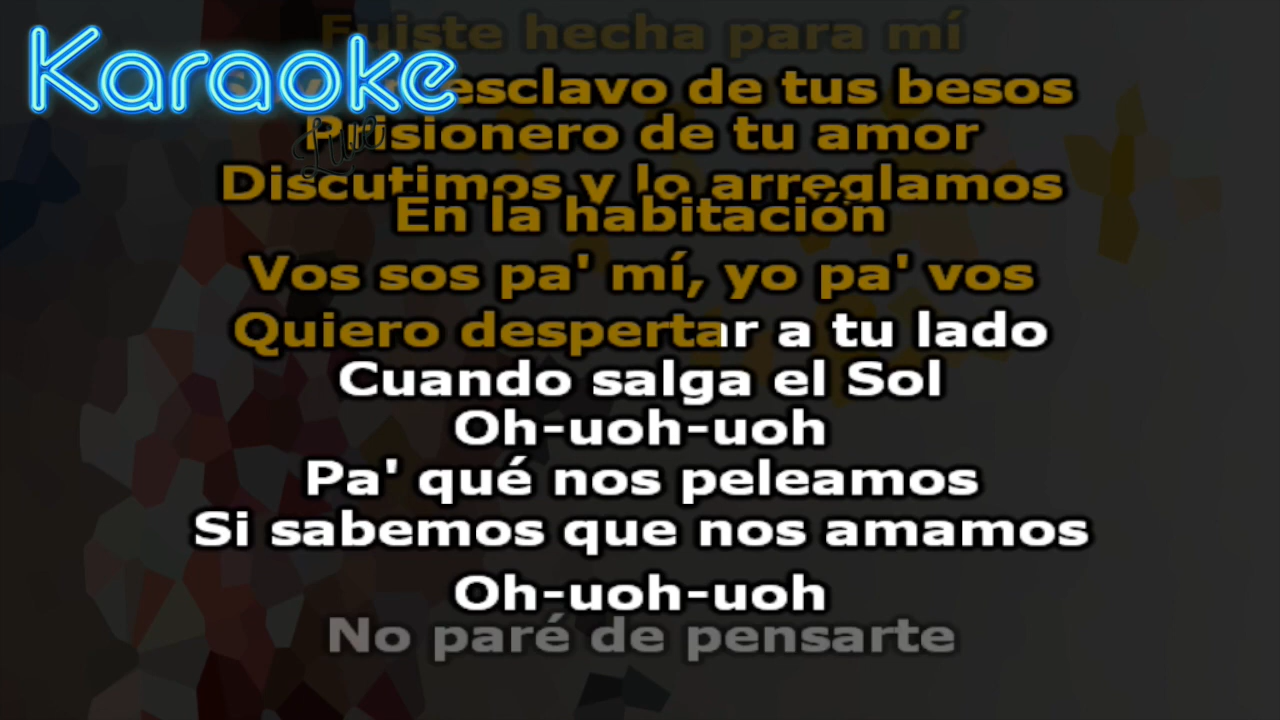 Karaoke
Live
Fuiste hecha para mí
esclavo de tus besos
Prisionero de tu amor
Discutimos y lo arreglamos
En la habitación
Vos sos pa' mí, yo pa' vos
Quiero despertar a tu lado
Cuando salga el Sol
Oh-uoh-uoh
Pa' qué nos peleamos
Si sabemos que nos amamos
Oh-uoh-uoh
No paré de pensarte